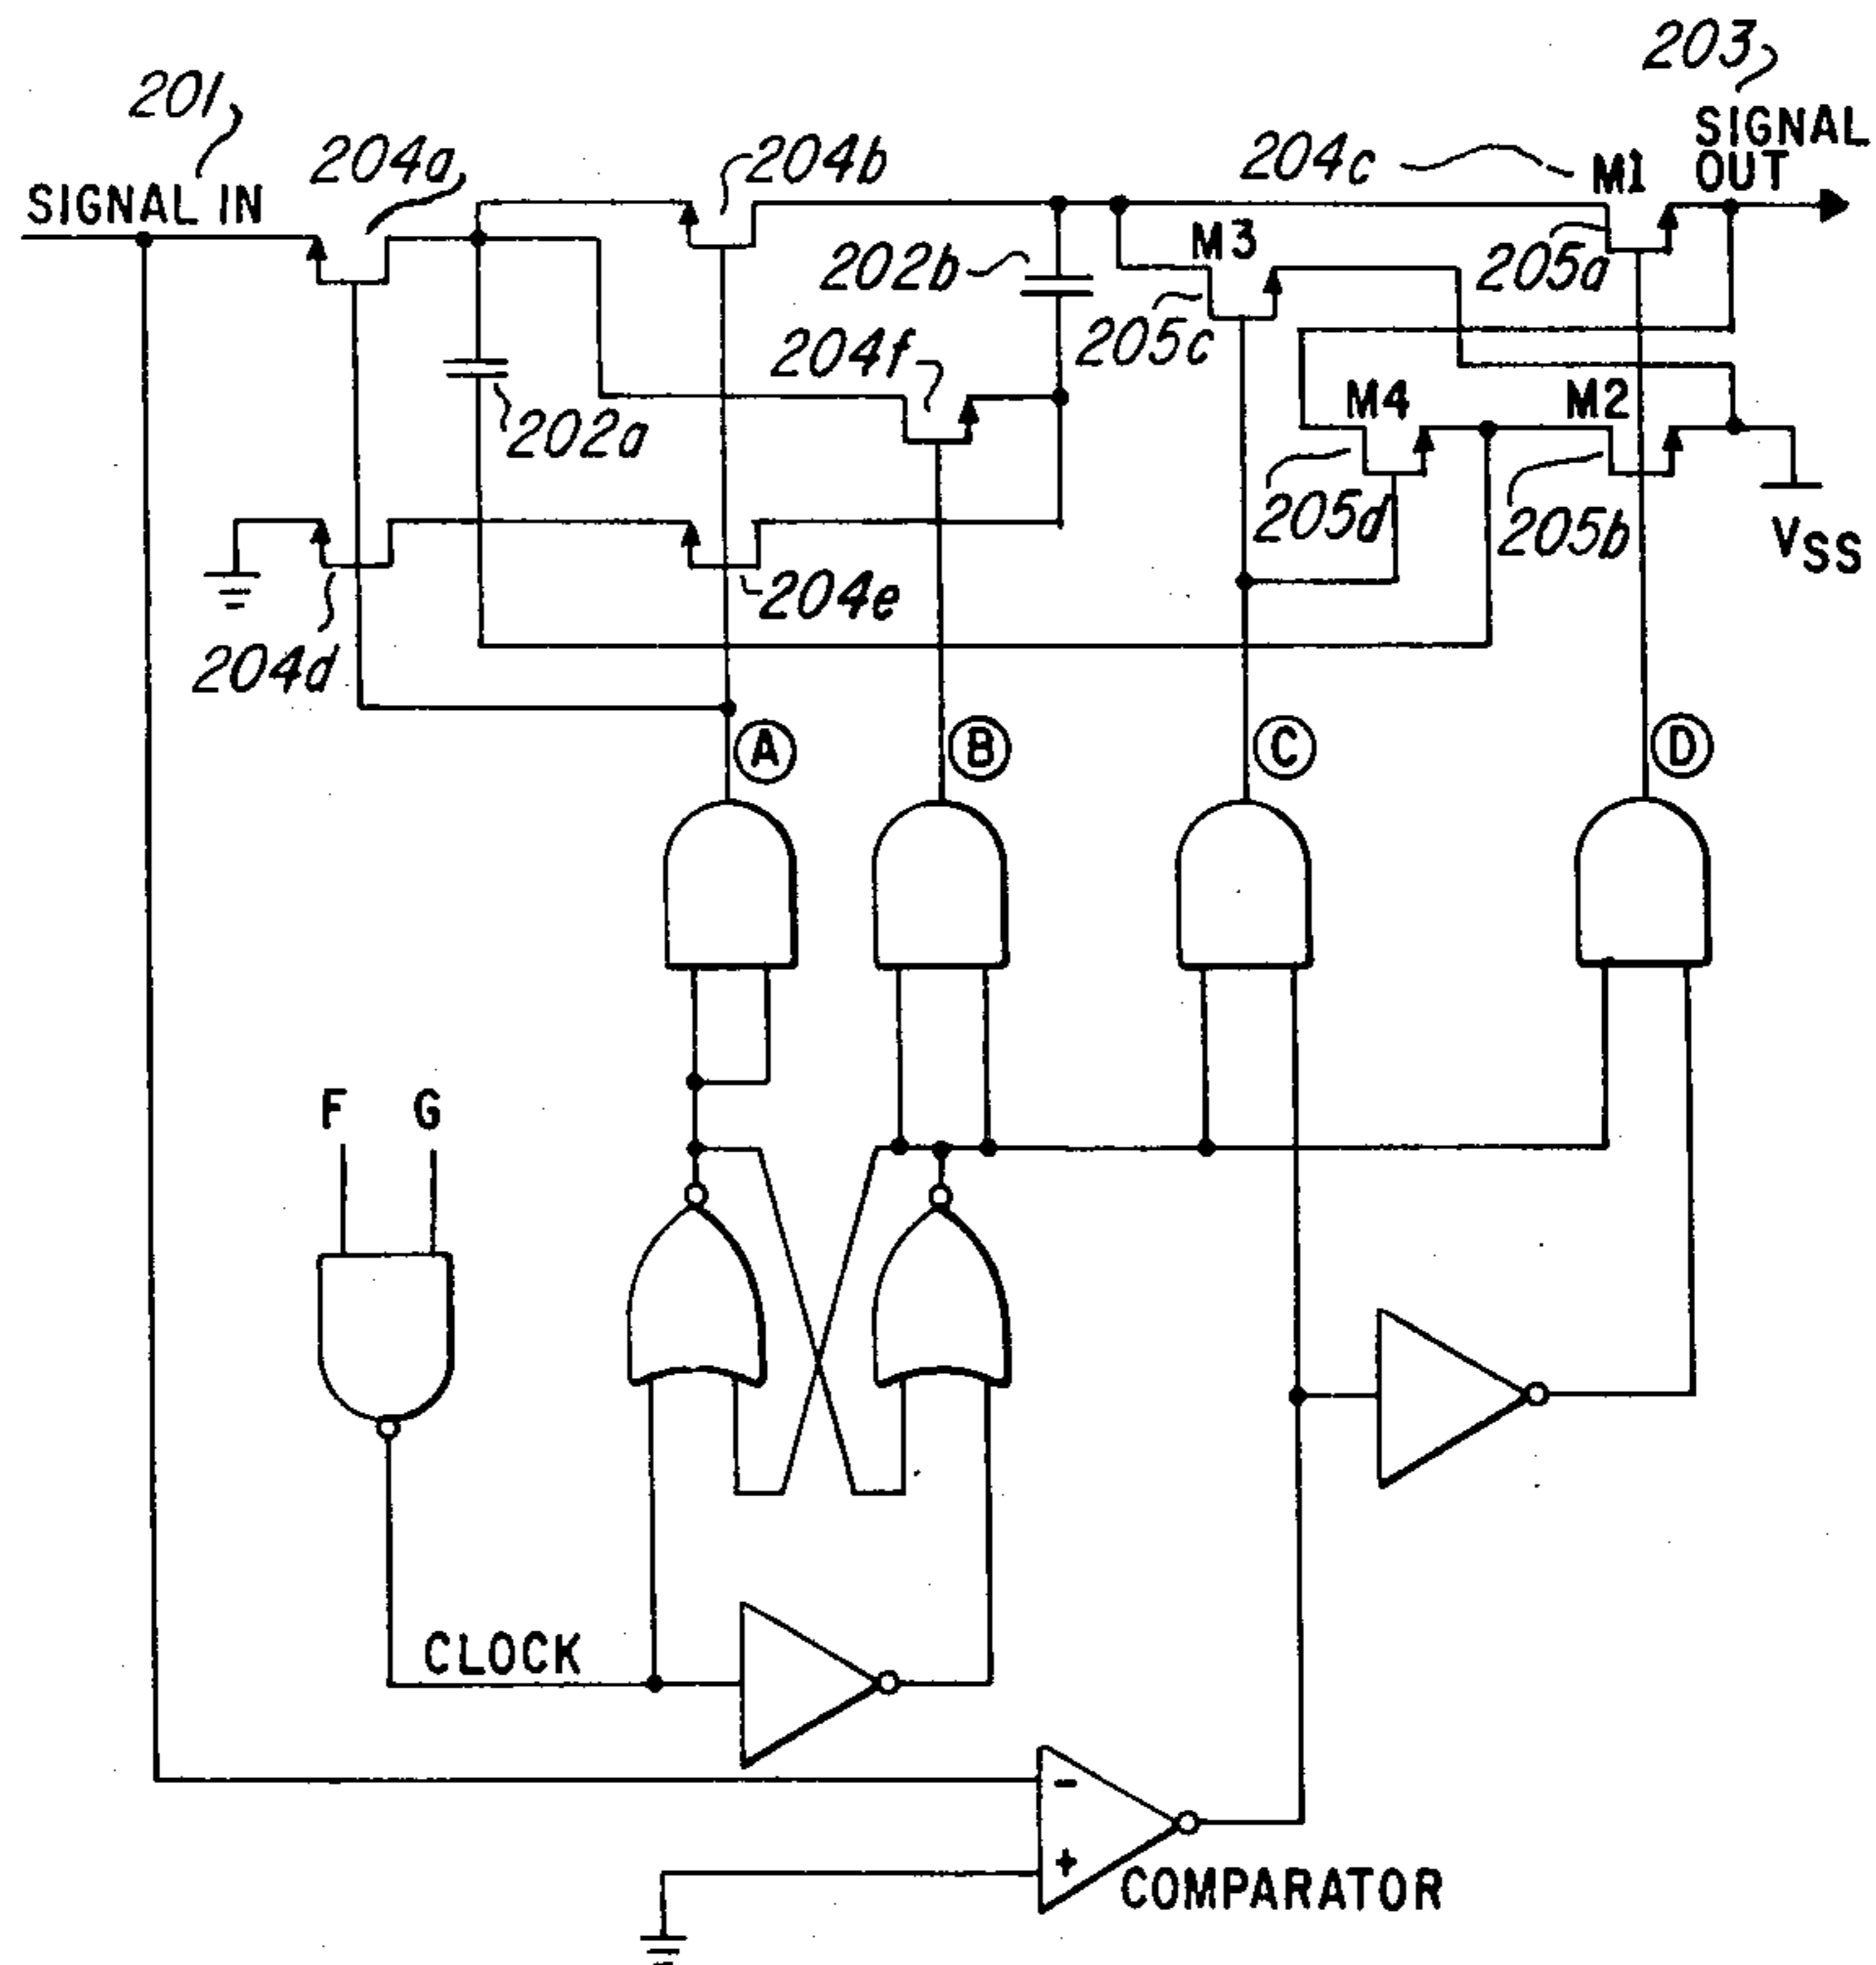 203
201
SIGNAL OUT
204a
204b
204c
M1
SIGNAL IN
M3
202b
205a
205c
204f
M4
M2
202a
205d
205b
VSS
204e
204d
A
B
C
D
F
G
CLOCK
-
+
COMPARATOR